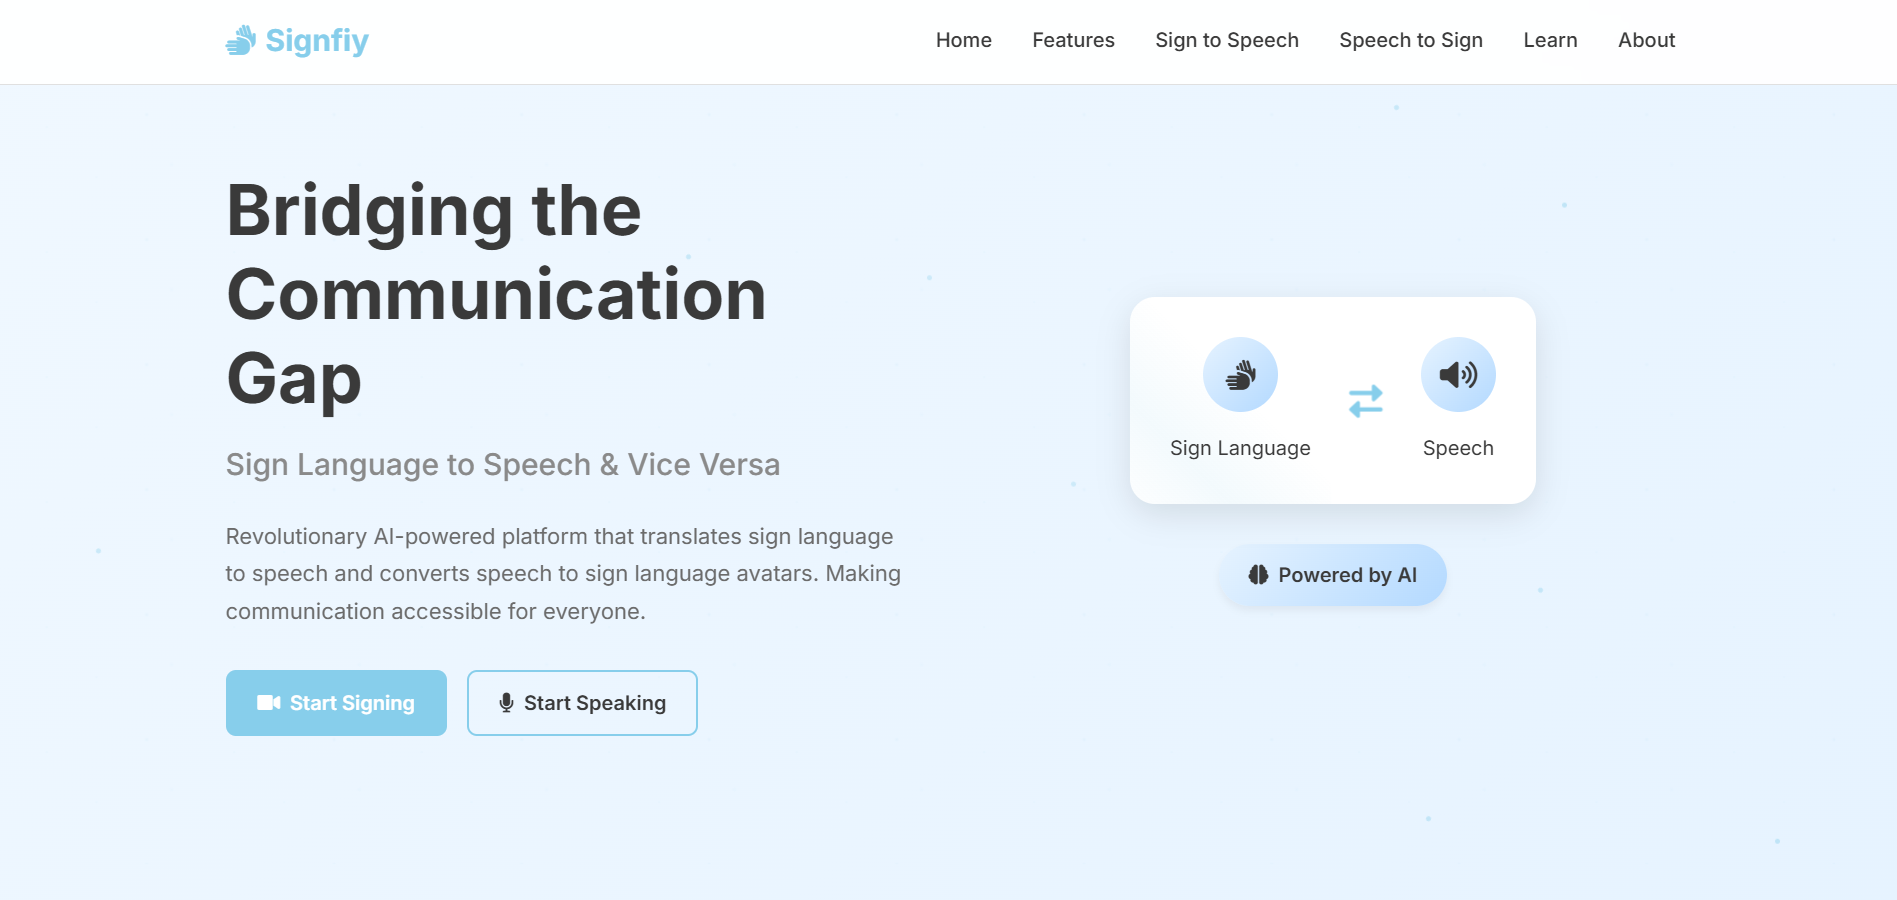 Signfiy
Home
Features
Sign to Speech
Speech to Sign
Learn
About
Bridging the
Communication
Gap
Sign Language to Speech & Vice Versa
Revolutionary AI-powered platform that translates sign language
to speech and converts speech to sign language avatars. Making
communication accessible for everyone.
Start Signing
Start Speaking
Sign Language
Speech
Powered by AI